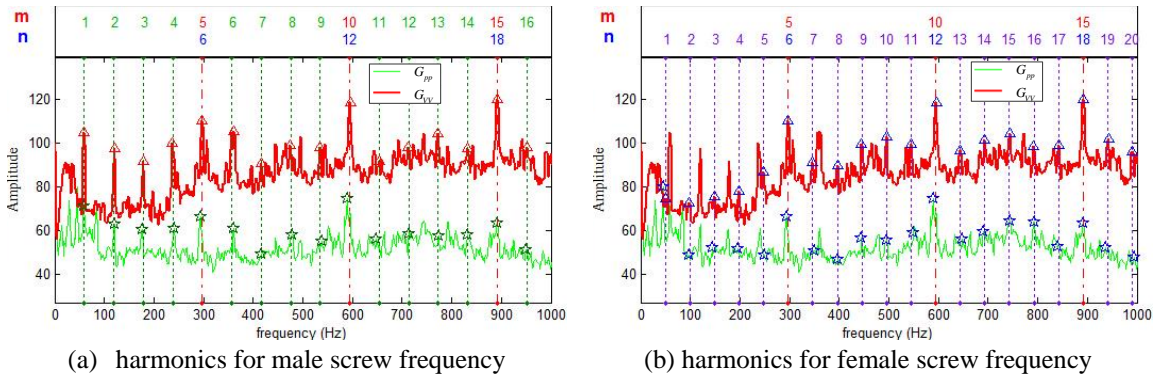 m 1 2 3 4 5 6 7 8 9 10 11 12 13 14 15 16
n 6 12 18
G_pp
G_VV
Amplitude
120
100
80
60
40
0 100 200 300 400 500 600 700 800 900 1000
frequency (Hz)
(a) harmonics for male screw frequency
m 5 10 15
n 1 2 3 4 5 6 7 8 9 10 11 12 13 14 15 16 17 18 19 20
G_pp
G_VV
Amplitude
120
100
80
60
40
0 100 200 300 400 500 600 700 800 900 1000
frequency (Hz)
(b) harmonics for female screw frequency